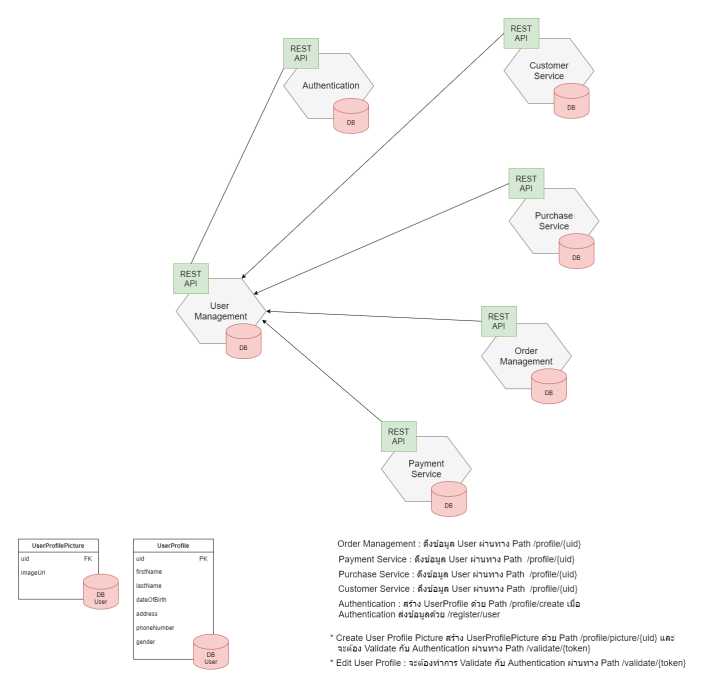 REST
API
Authentication
DB
REST
API
Customer
Service
DB
REST
API
Purchase
Service
DB
REST
API
User
Management
DB
REST
API
Order
Management
DB
REST
API
Payment
Service
DB
UserProfilePicture
uid FK
imageUrl
DB
User
UserProfile
uid PK
firstName
lastName
dateOfBirth
address
phoneNumber
gender
DB
User
Order Management : ดึงข้อมูล User ผ่านทาง Path /profile/{uid}
Payment Service : ดึงข้อมูล User ผ่านทาง Path /profile/{uid}
Purchase Service : ดึงข้อมูล User ผ่านทาง Path /profile/{uid}
Customer Service : ดึงข้อมูล User ผ่านทาง Path /profile/{uid}
Authentication : สร้าง UserProfile ด้วย Path /profile/create เมื่อ
Authentication ส่งข้อมูลด้วย /register/user
* Create User Profile Picture สร้าง UserProfilePicture ด้วย Path /profile/picture/{uid} และ
จะต้อง Validate กับ Authentication ผ่านทาง Path /validate/{token}
* Edit User Profile : จะต้องทำการ Validate กับ Authentication ผ่านทาง Path /validate/{token}